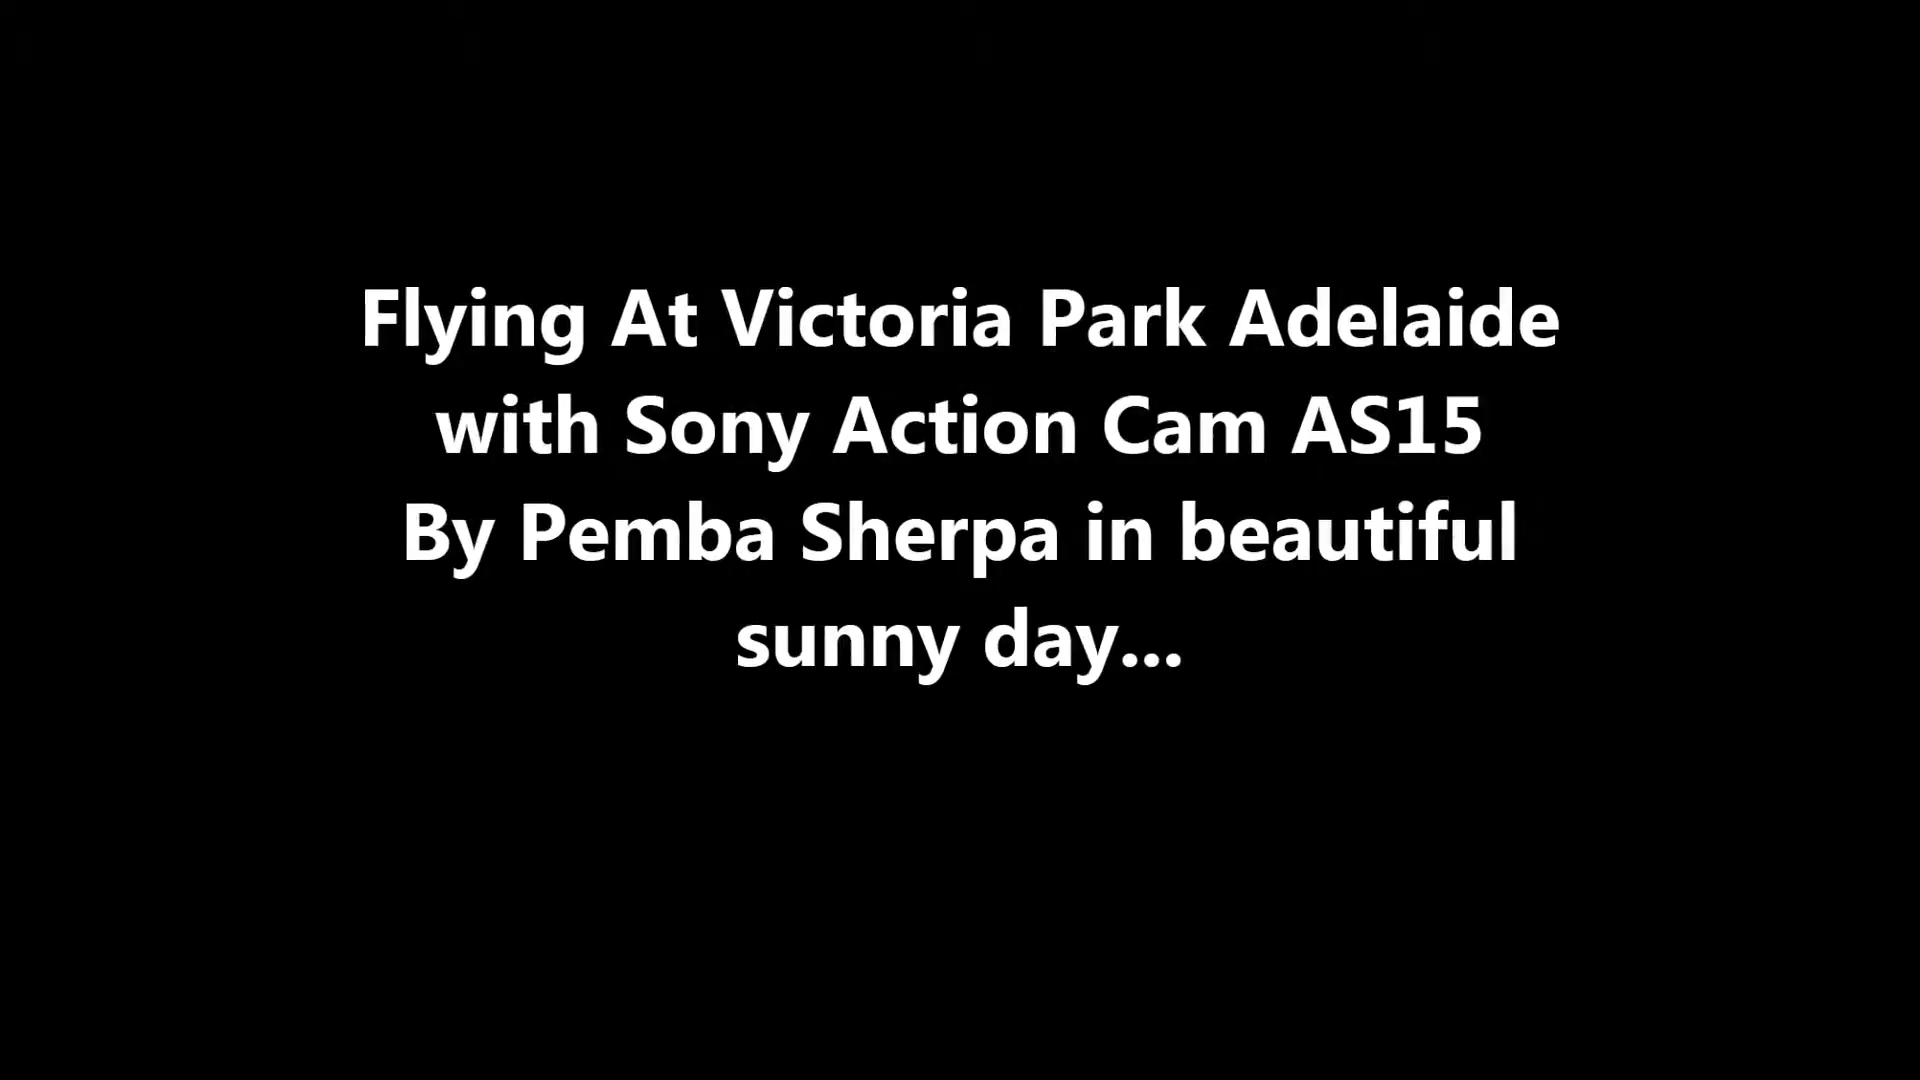 Flying At Victoria Park Adelaide
with Sony Action Cam AS15
By Pemba Sherpa in beautiful
sunny day...